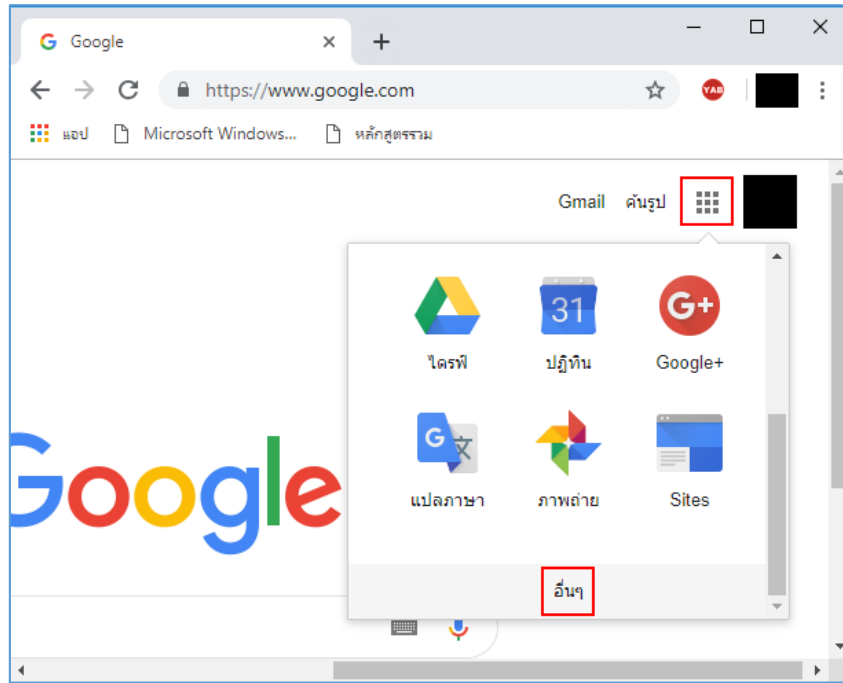 Google
https://www.google.com
YAB
แอป Microsoft Windows... หลักสูตรรวม
Gmail ค้นรูป
31 G+
ไดรฟ์ ปฏิทิน Google+
G 文
แปลภาษา ภาพถ่าย Sites
Google
อื่นๆ